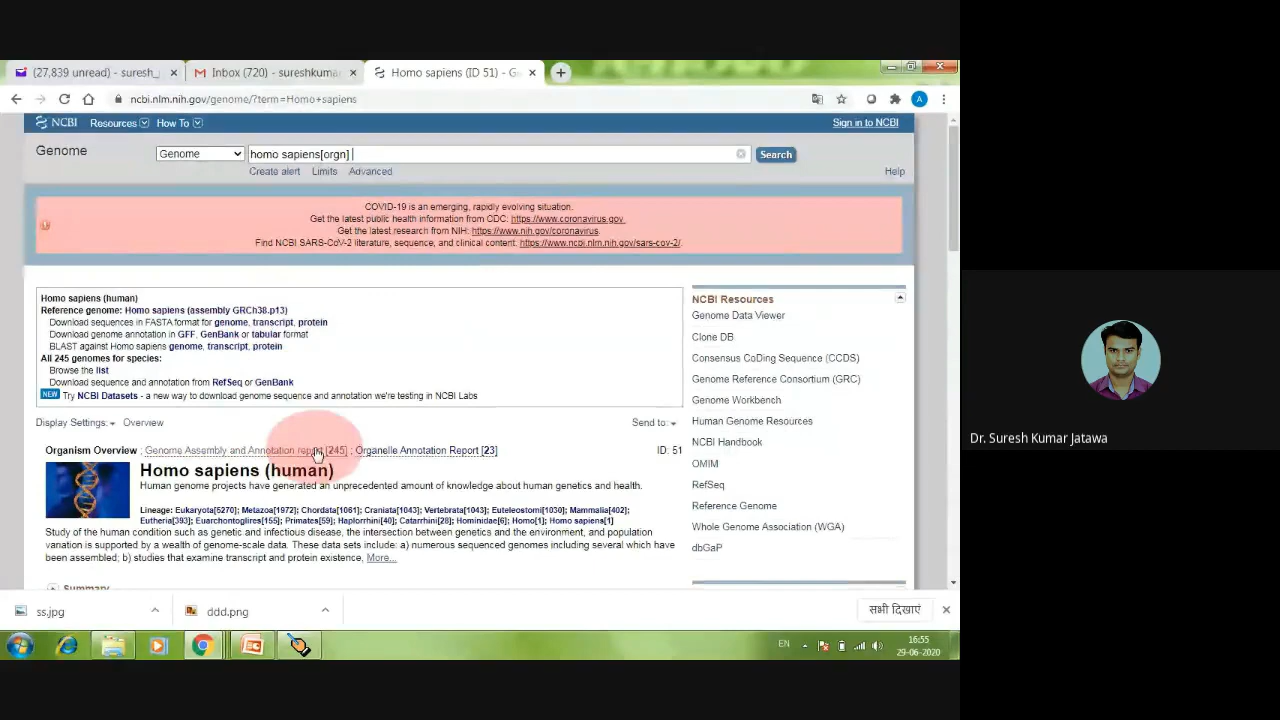 (27,839 unread) - suresh_
Inbox (720) - sureshkumar
Homo sapiens (ID 51) - G
ncbi.nlm.nih.gov/genome/?term=Homo+sapiens
A
NCBI Resources How To Sign in to NCBI
Genome
Genome homo sapiens[orgn] Search
Create alert Limits Advanced Help
COVID-19 is an emerging, rapidly evolving situation.
Get the latest public health information from CDC: https://www.coronavirus.gov.
Get the latest research from NIH: https://www.nih.gov/coronavirus.
Find NCBI SARS-CoV-2 literature, sequence, and clinical content: https://www.ncbi.nlm.nih.gov/sars-cov-2/.
Homo sapiens (human)
Reference genome: Homo sapiens (assembly GRCh38.p13)
Download sequences in FASTA format for genome, transcript, protein
Download genome annotation in GFF, GenBank or tabular format
BLAST against Homo sapiens genome, transcript, protein
All 245 genomes for species:
Browse the list
Download sequence and annotation from RefSeq or GenBank
NEW Try NCBI Datasets - a new way to download genome sequence and annotation we're testing in NCBI Labs
Display Settings: Overview Send to:
Organism Overview ; Genome Assembly and Annotation report [245] ; Organelle Annotation Report [23] ID: 51
Homo sapiens (human)
Human genome projects have generated an unprecedented amount of knowledge about human genetics and health.
Lineage: Eukaryota[5270]; Metazoa[1972]; Chordata[1061]; Craniata[1043]; Vertebrata[1043]; Euteleostomi[1030]; Mammalia[402];
Eutheria[393]; Euarchontoglires[155]; Primates[59]; Haplorrhini[40]; Catarrhini[28]; Hominidae[6]; Homo[1]; Homo sapiens[1]
Study of the human condition such as genetic and infectious disease, the intersection between genetics and the environment, and population
variation is supported by a wealth of genome-scale data. These data sets include: a) numerous sequenced genomes including several which have
been assembled; b) studies that examine transcript and protein existence, More...
Summary
NCBI Resources
Genome Data Viewer
Clone DB
Consensus CoDing Sequence (CCDS)
Genome Reference Consortium (GRC)
Genome Workbench
Human Genome Resources
NCBI Handbook
OMIM
RefSeq
Reference Genome
Whole Genome Association (WGA)
dbGaP
ss.jpg
ddd.png
सभी दिखाएं
EN
16:55
29-06-2020
Dr. Suresh Kumar Jatawa